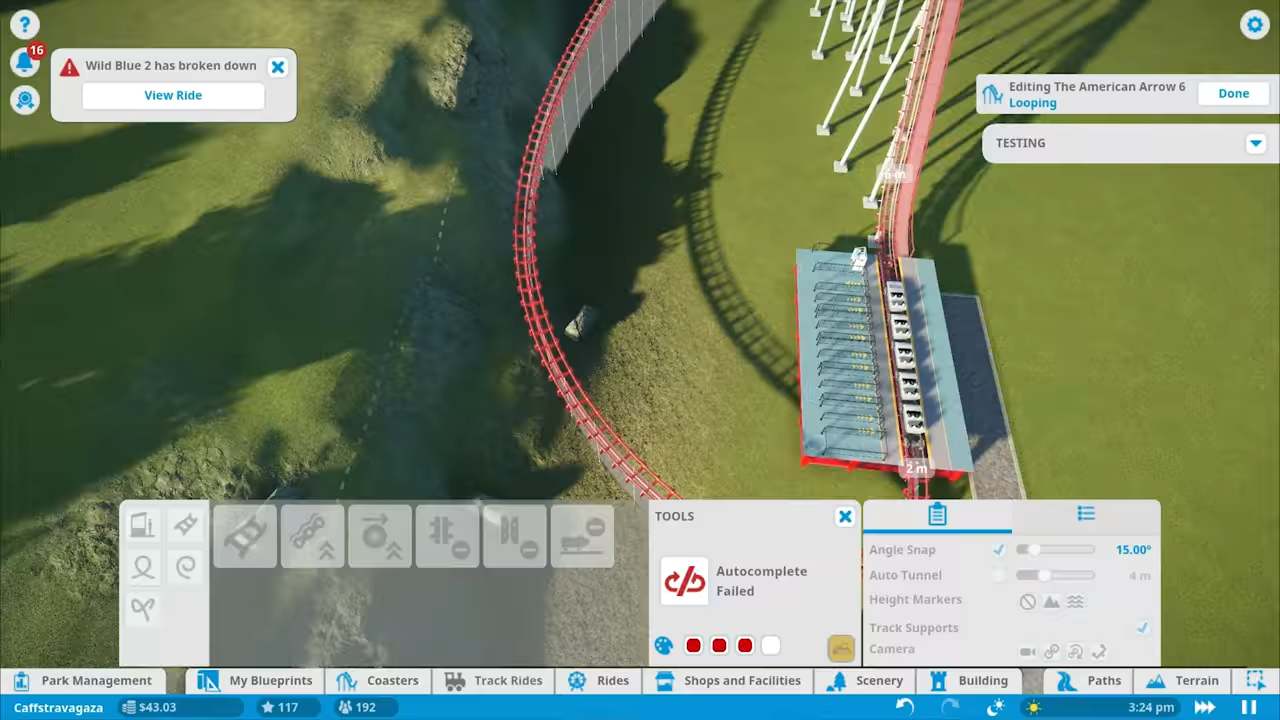 ?
16
Wild Blue 2 has broken down
View Ride
Editing The American Arrow 6
Looping
Done
TESTING
2 m
TOOLS
Autocomplete
Failed
Angle Snap
15.00°
Auto Tunnel
4 m
Height Markers
Track Supports
Camera
Park Management
My Blueprints
Coasters
Track Rides
Rides
Shops and Facilities
Scenery
Building
Paths
Terrain
Caffstravagaza
$43.03
117
192
3:24 pm